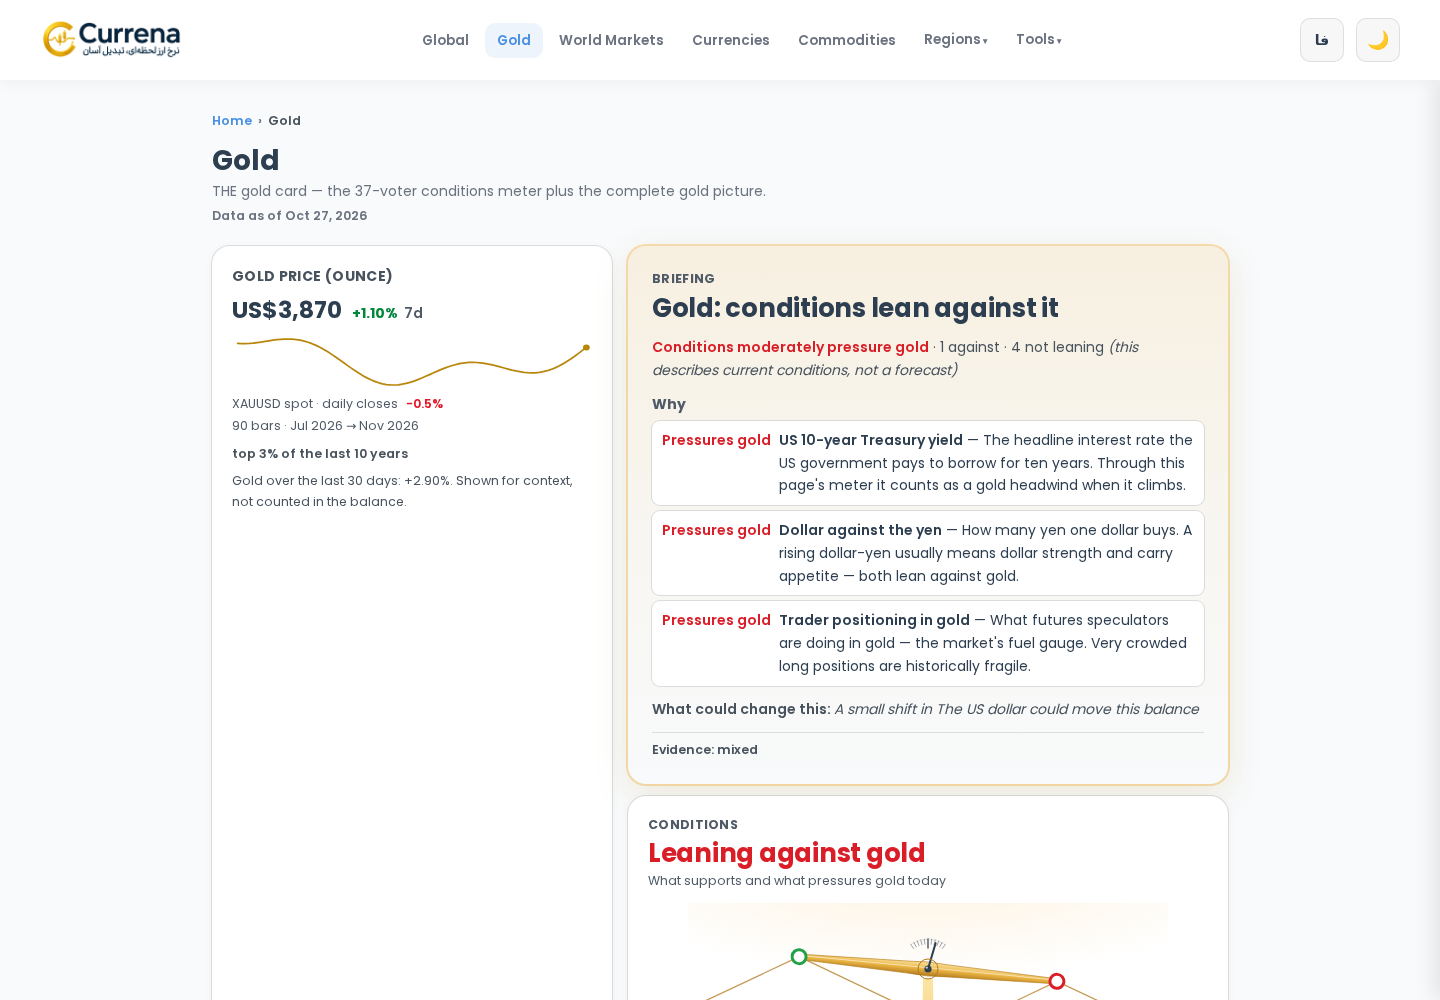 Currena
نرخ ارز لحظه‌ای، تبدیل آسان
Global
Gold
World Markets
Currencies
Commodities
Regions ▾
Tools ▾
فا
Home › Gold
Gold
THE gold card — the 37-voter conditions meter plus the complete gold picture.
Data as of Oct 27, 2026
GOLD PRICE (OUNCE)
US$3,870 +1.10% 7d
XAUUSD spot · daily closes -0.5%
90 bars · Jul 2026 → Nov 2026
top 3% of the last 10 years
Gold over the last 30 days: +2.90%. Shown for context,
not counted in the balance.
BRIEFING
Gold: conditions lean against it
Conditions moderately pressure gold · 1 against · 4 not leaning (this
describes current conditions, not a forecast)
Why
Pressures gold US 10-year Treasury yield — The headline interest rate the
US government pays to borrow for ten years. Through this
page's meter it counts as a gold headwind when it climbs.
Pressures gold Dollar against the yen — How many yen one dollar buys. A
rising dollar-yen usually means dollar strength and carry
appetite — both lean against gold.
Pressures gold Trader positioning in gold — What futures speculators
are doing in gold — the market's fuel gauge. Very crowded
long positions are historically fragile.
What could change this: A small shift in The US dollar could move this balance
Evidence: mixed
CONDITIONS
Leaning against gold
What supports and what pressures gold today